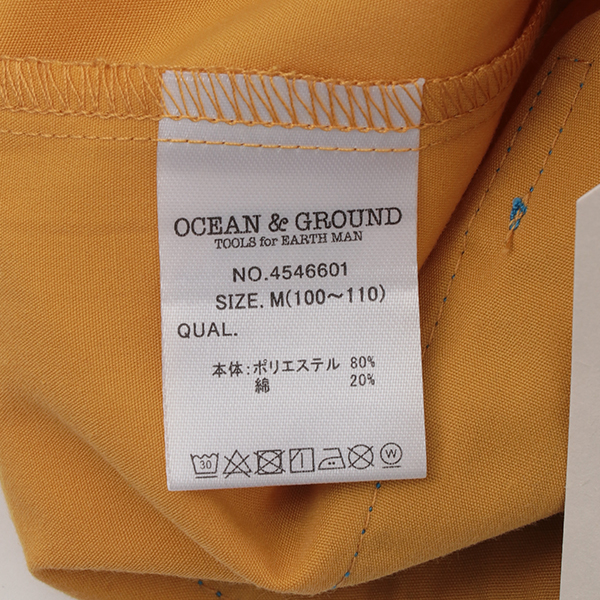 OCEAN & GROUND
TOOLS for EARTH MAN
NO.4546601
SIZE. M(100～110)
QUAL.
本体:ポリエステル 80%
綿 20%
30 W